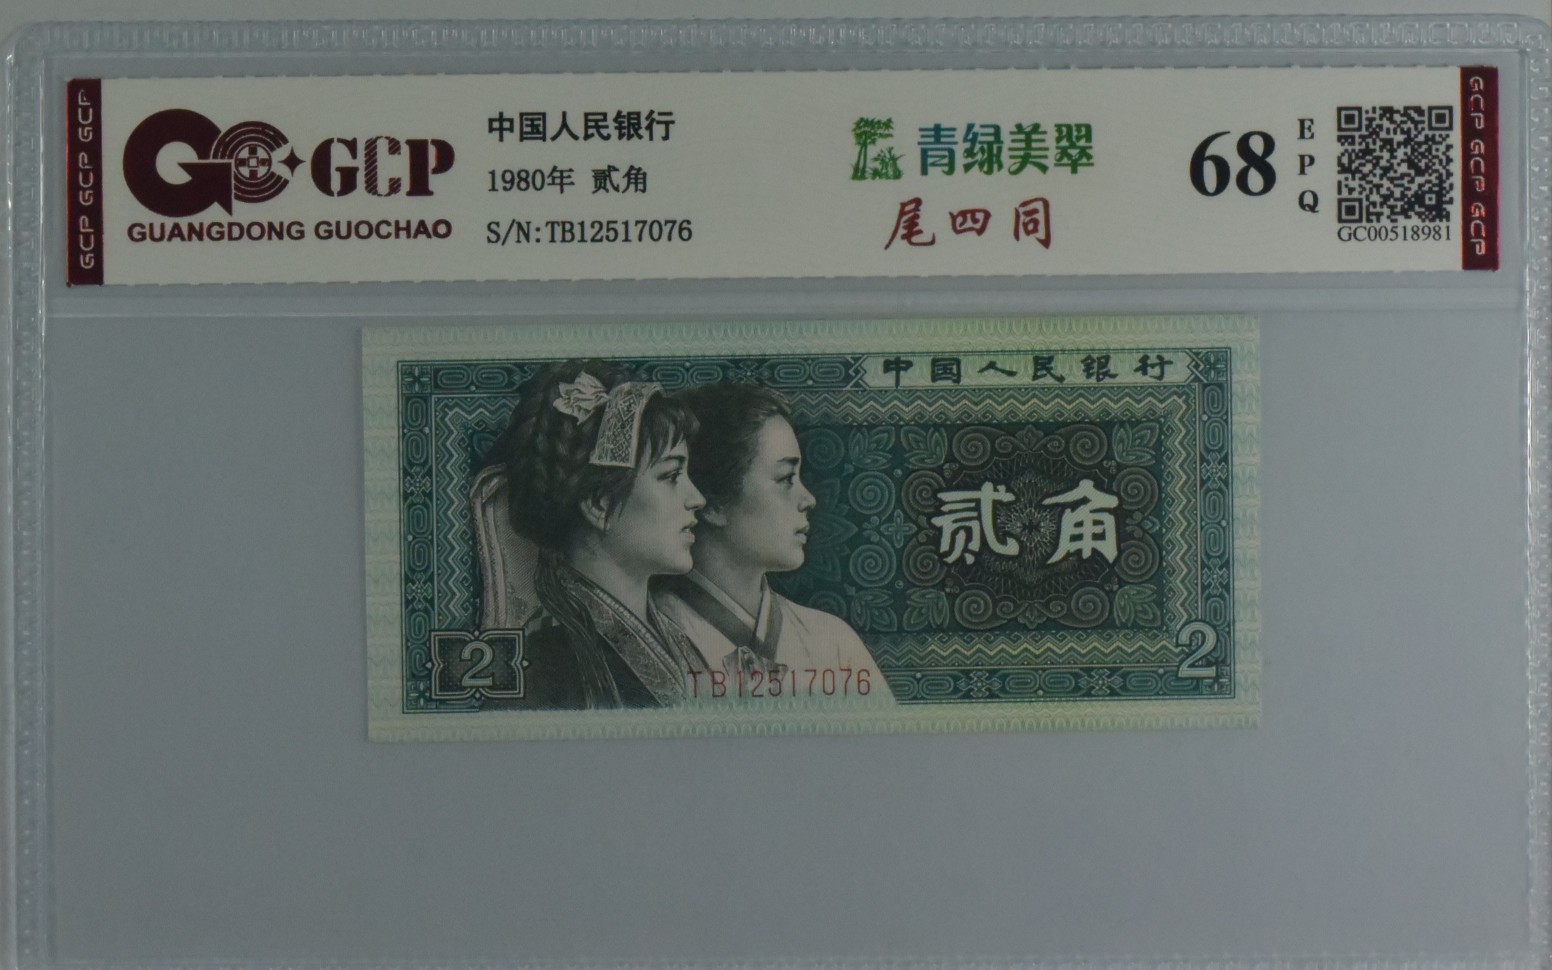 GCP GCP GCP
GCP
GUANGDONG GUOCHAO
中国人民银行
1980年 贰角
S/N:TB12517076
青绿美翠
尾四同
68
EPQ
GC00518981
GCP GCP GCP
中国人民银行
贰角
2
2
TB12517076